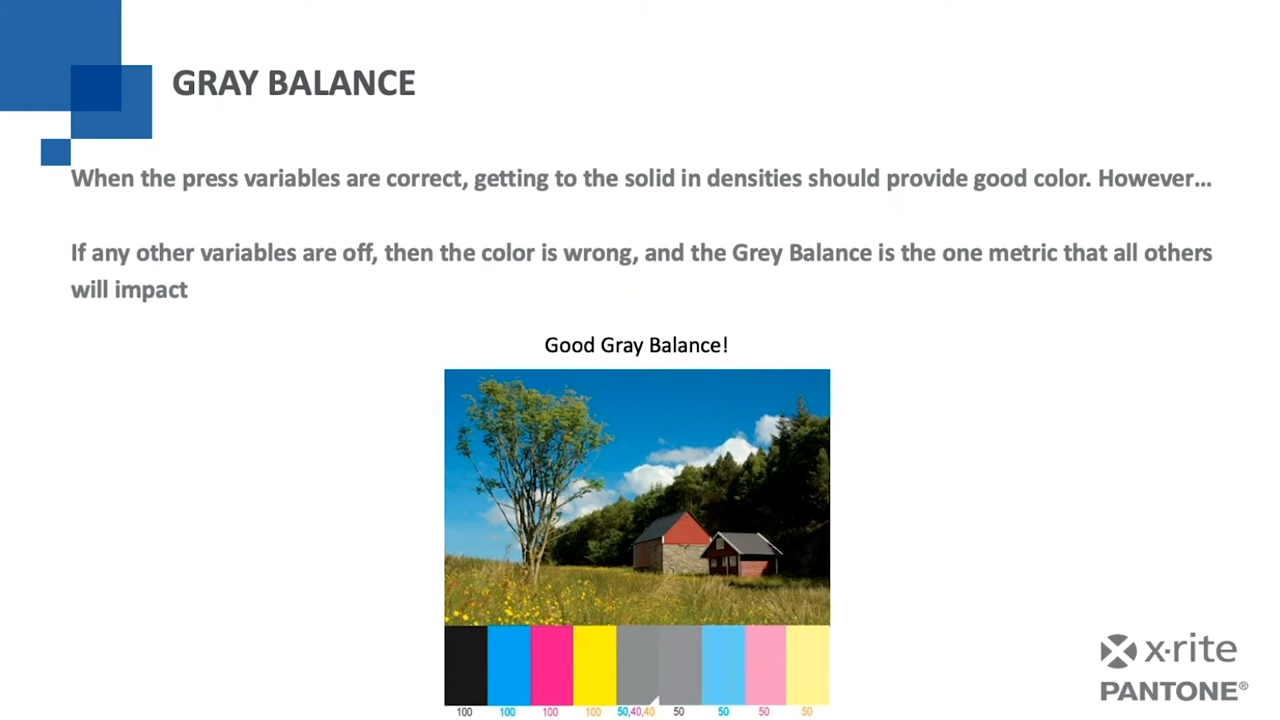 GRAY BALANCE
When the press variables are correct, getting to the solid in densities should provide good color. However…
If any other variables are off, then the color is wrong, and the Grey Balance is the one metric that all others
will impact
Good Gray Balance!
100 100 100 100 50,40,40 50 50 50 50
x·rite
PANTONE®